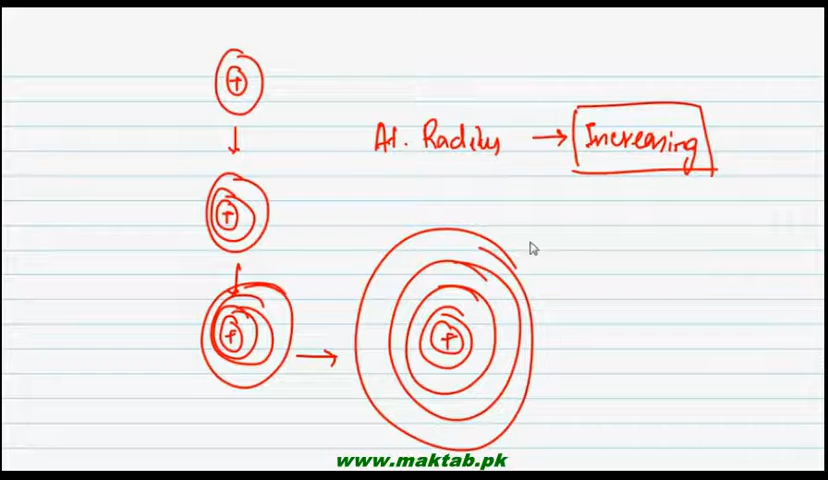 +
At. Radius → Increasing
+
+ → +
www.maktab.pk